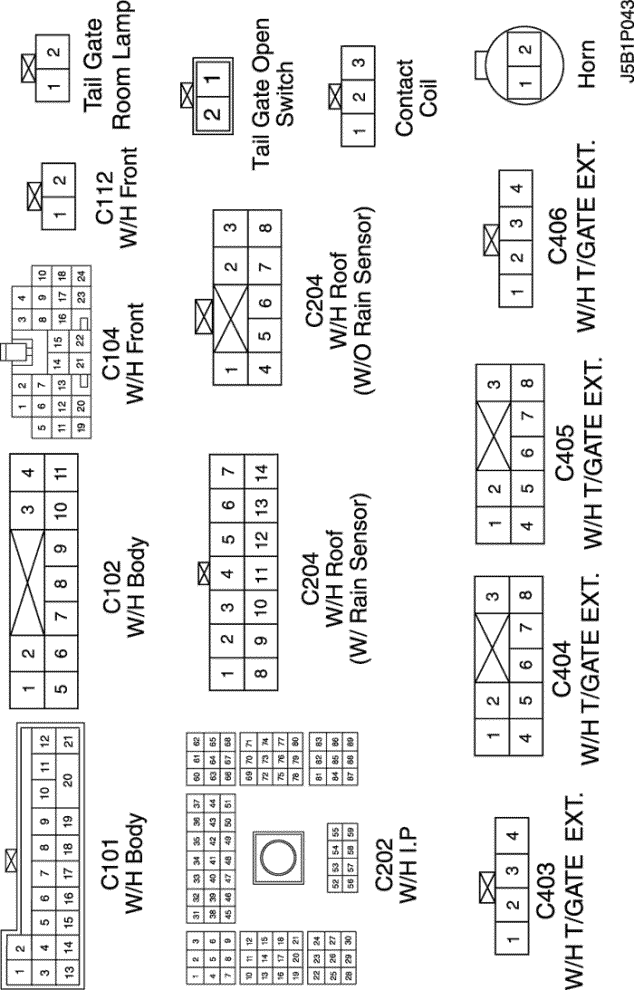 1 2
3 4 5 6 7 8 9 10 11 12
13 14 15 16 17 18 19 20 21
C101
W/H Body
1 2 3 4
5 6 7 8 9 10 11
C102
W/H Body
1 2 3 4
5 6 7 8 9 10
11 12 13 14 15 16 17 18
19 20 21 22 23 24
C104
W/H Front
1 2
C112
W/H Front
1 2
Tail Gate
Room Lamp
1 2 3
4 5 6
7 8 9
10 11 12
13 14 15
16 17 18
19 20 21
22 23 24
25 26 27
28 29 30
31 32 33 34 35 36 37
38 39 40 41 42 43 44
45 46 47 48 49 50 51
52 53 54 55
56 57 58 59
60 61 62
63 64 65
66 67 68
69 70 71
72 73 74
75 76 77
78 79 80
81 82 83
84 85 86
87 88 89
C202
W/H I.P
1 2 3 4 5 6 7
8 9 10 11 12 13 14
C204
W/H Roof
(W/ Rain Sensor)
1 2 3
4 5 6 7 8
C204
W/H Roof
(W/O Rain Sensor)
2 1
Tail Gate Open
Switch
1 2 3
Contact
Coil
1 2 3 4
C403
W/H T/GATE EXT.
1 2 3
4 5 6 7 8
C404
W/H T/GATE EXT.
1 2 3
4 5 6 7 8
C405
W/H T/GATE EXT.
1 2 3 4
C406
W/H T/GATE EXT.
1 2
Horn
J5B1P043